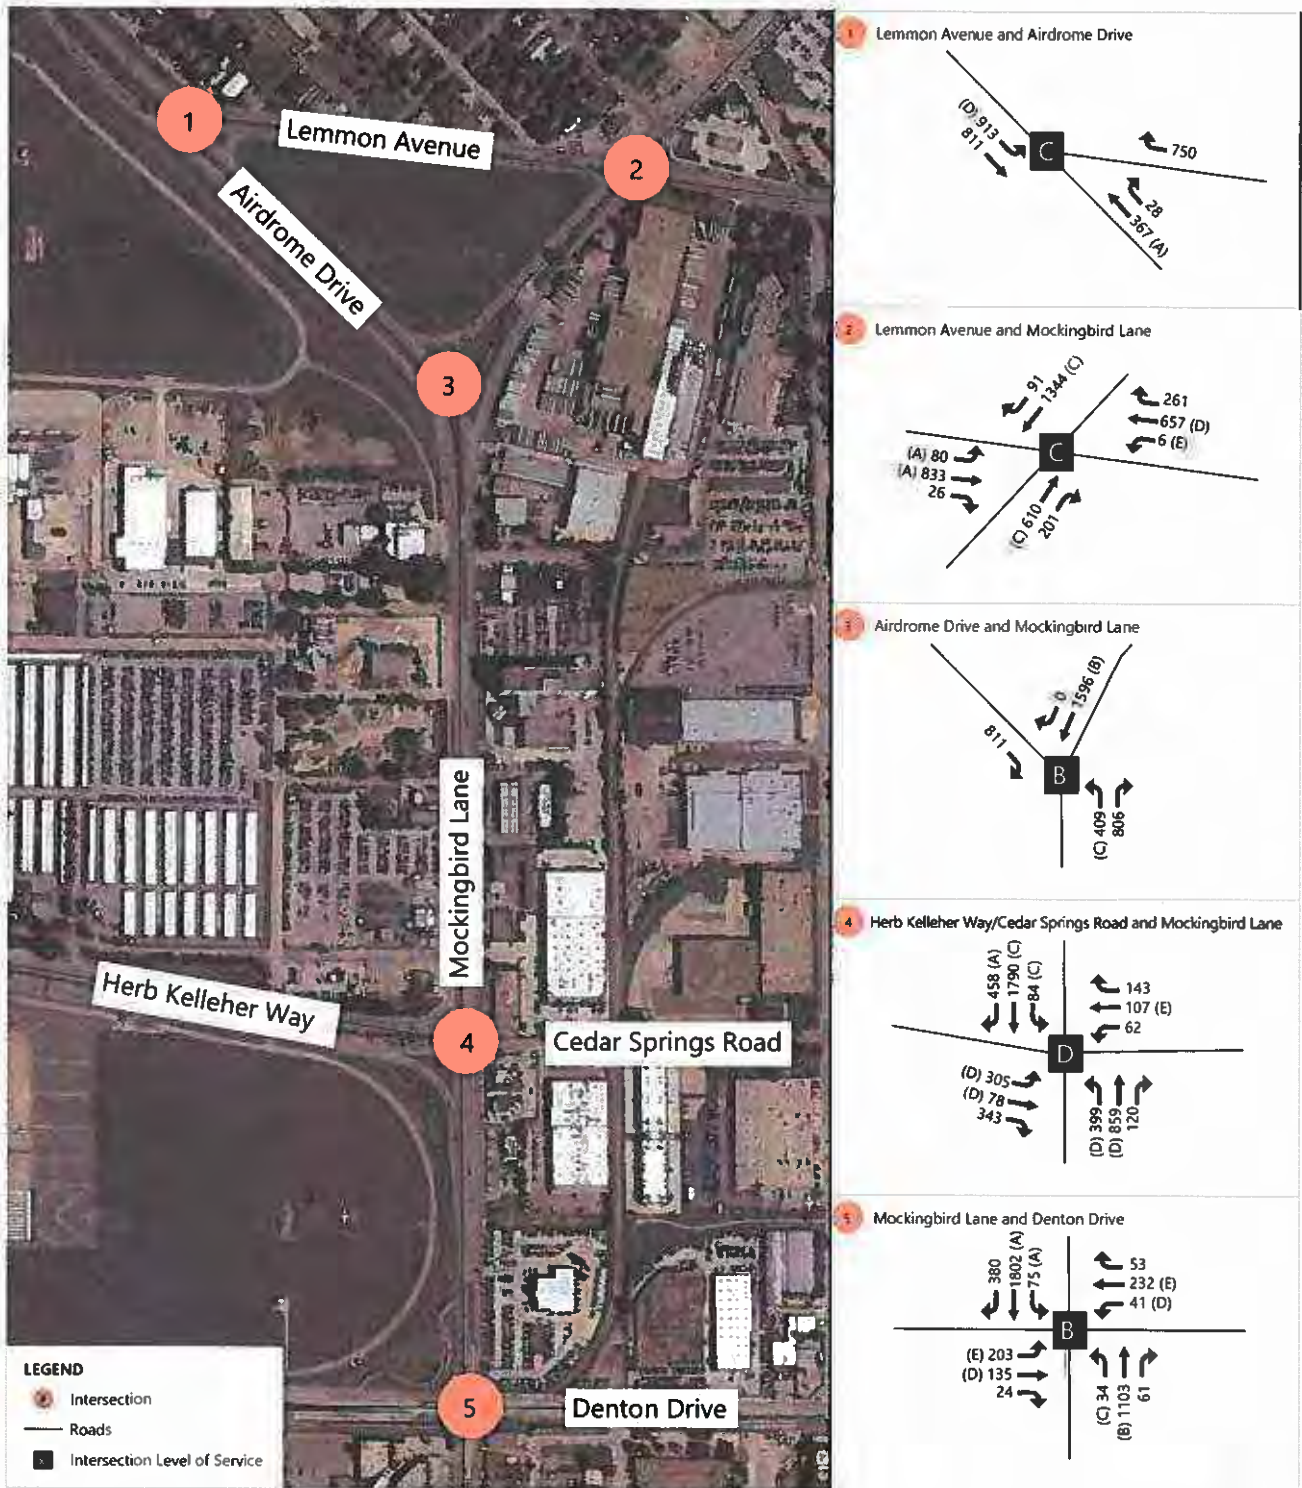 1
Lemmon Avenue
2
Airdrome Drive
3
Mockingbird Lane
Herb Kelleher Way
4
Cedar Springs Road
5
Denton Drive
LEGEND
Intersection
Roads
Intersection Level of Service
1 Lemmon Avenue and Airdrome Drive
(D) 913
811
C
750
28
367 (A)
2 Lemmon Avenue and Mockingbird Lane
91
1344 (C)
261
657 (D)
6 (E)
C
(A) 80
(A) 833
26
(C) 610
201
3 Airdrome Drive and Mockingbird Lane
0
1596 (B)
811
B
(C) 409
806
4 Herb Kelleher Way/Cedar Springs Road and Mockingbird Lane
458 (A)
1790 (C)
84 (C)
143
107 (E)
62
D
(D) 305
(D) 78
343
(D) 399
(D) 859
120
5 Mockingbird Lane and Denton Drive
380
1802 (A)
75 (A)
53
232 (E)
41 (D)
B
(E) 203
(D) 135
24
(C) 34
(B) 1103
61